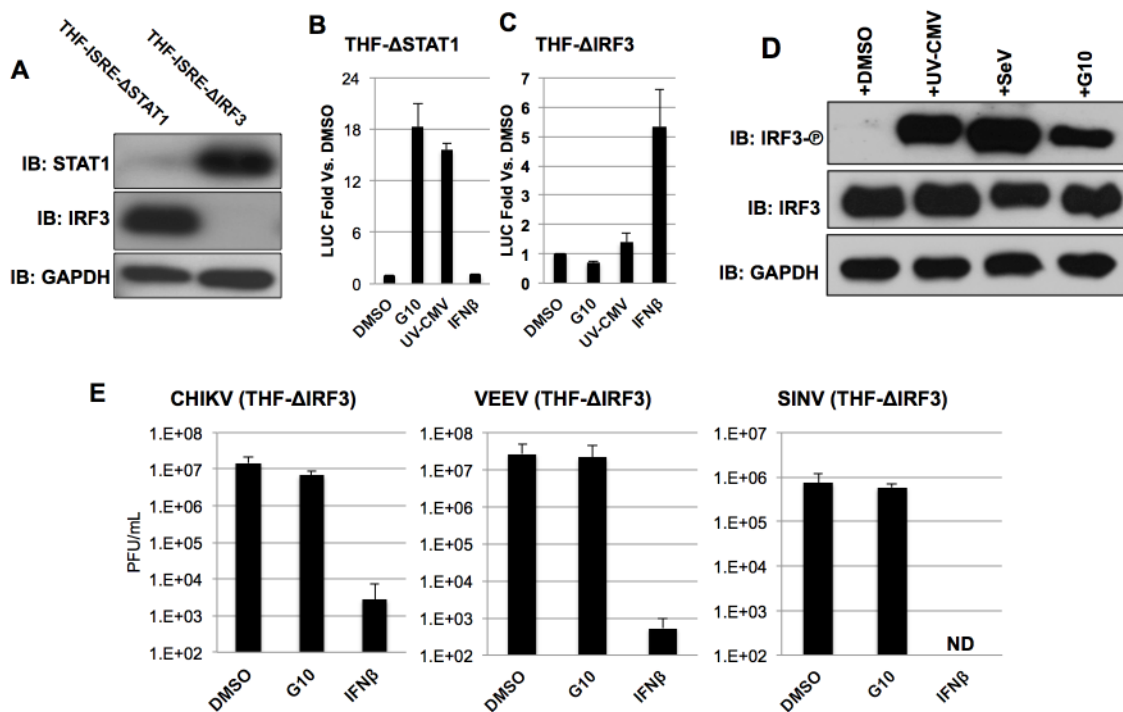 A
THF-ISRE-ΔSTAT1
THF-ISRE-ΔIRF3
IB: STAT1
IB: IRF3
IB: GAPDH
B
THF-ΔSTAT1
LUC Fold Vs. DMSO
24
18
12
6
0
DMSO
G10
UV-CMV
IFNβ
C
THF-ΔIRF3
LUC Fold Vs. DMSO
7
6
5
4
3
2
1
0
DMSO
G10
UV-CMV
IFNβ
D
+DMSO
+UV-CMV
+SeV
+G10
IB: IRF3-Ⓟ
IB: IRF3
IB: GAPDH
E
CHIKV (THF-ΔIRF3)
PFU/mL
1.E+08
1.E+07
1.E+06
1.E+05
1.E+04
1.E+03
1.E+02
DMSO
G10
IFNβ
VEEV (THF-ΔIRF3)
1.E+08
1.E+07
1.E+06
1.E+05
1.E+04
1.E+03
1.E+02
DMSO
G10
IFNβ
SINV (THF-ΔIRF3)
1.E+07
1.E+06
1.E+05
1.E+04
1.E+03
1.E+02
ND
DMSO
G10
IFNβ